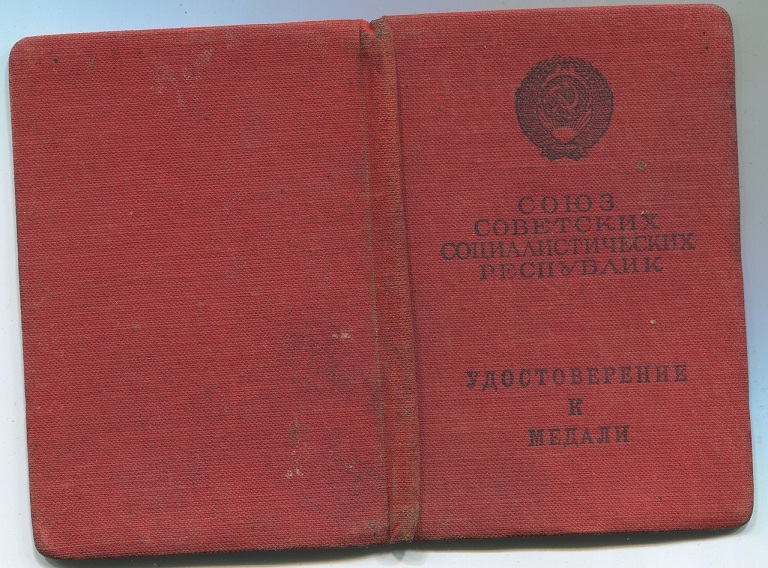 СОЮЗ
СОВЕТСКИХ
СОЦИАЛИСТИЧЕСКИХ
РЕСПУБЛИК
УДОСТОВЕРЕНИЕ
К
МЕДАЛИ